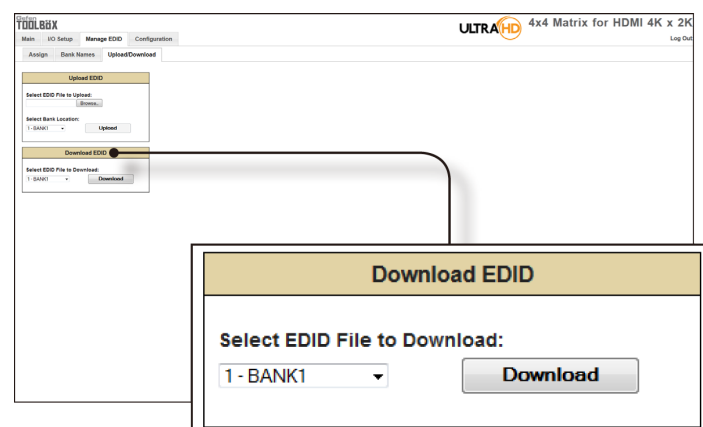 Gefen
TOOLBOX
ULTRA HD
4x4 Matrix for HDMI 4K x 2K
Main I/O Setup Manage EDID Configuration
Log Out
Assign Bank Names Upload/Download
Upload EDID
Select EDID File to Upload:
Browse..
Select Bank Location:
1 - BANK1 Upload
Download EDID
Select EDID File to Download:
1 - BANK1 Download
Download EDID
Select EDID File to Download:
1 - BANK1 Download